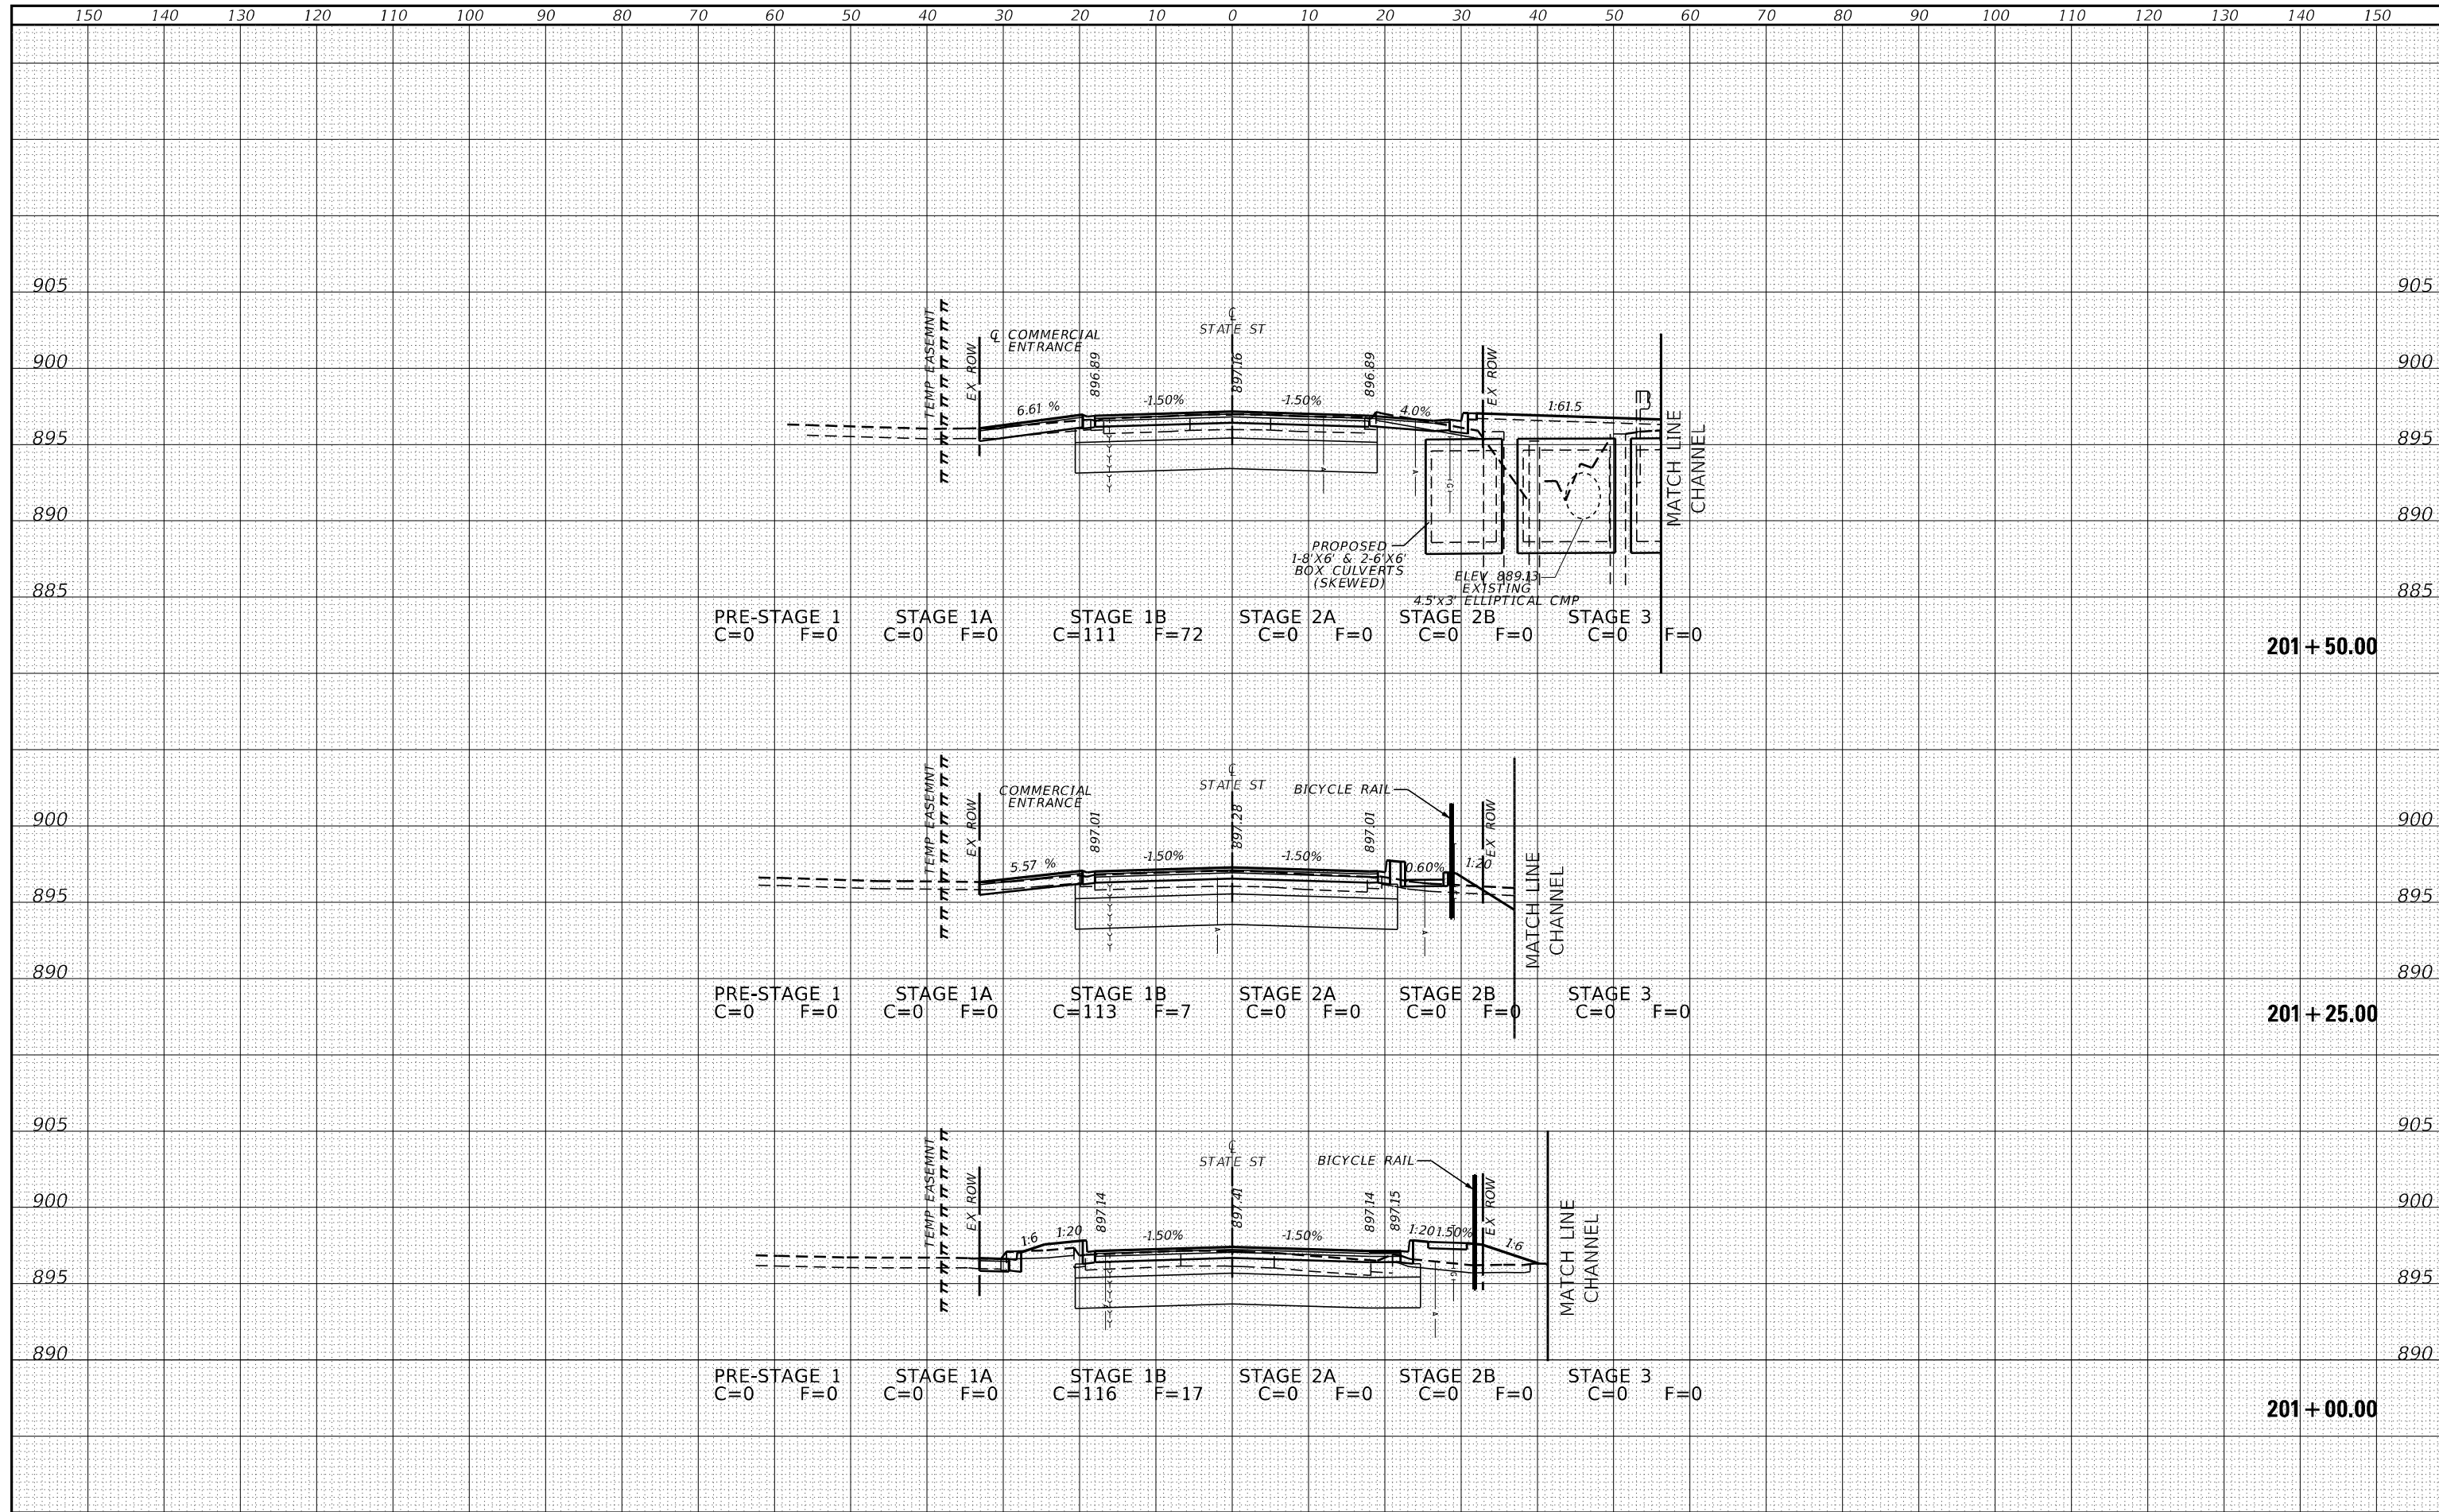 150 140 130 120 110 100 90 80 70 60 50 40 30 20 10 0 10 20 30 40 50 60 70 80 90 100 110 120 130 140 150
905 905
900 900
895 895
890 890
885 885
TEMP EASEMNT
EX ROW
℄ COMMERCIAL
ENTRANCE
6.61 %
896.89
-1.50%
℄
STATE ST
897.16
-1.50%
896.89
4.0%
EX ROW
1:61.5
MATCH LINE
CHANNEL
PROPOSED
1-8'X6' & 2-6'X6'
BOX CULVERTS
(SKEWED)
ELEV 889.13
EXISTING
4.5'x3' ELLIPTICAL CMP
PRE-STAGE 1 STAGE 1A STAGE 1B STAGE 2A STAGE 2B STAGE 3
C=0 F=0 C=0 F=0 C=111 F=72 C=0 F=0 C=0 F=0 C=0 F=0
201+50.00
900 900
895 895
890 890
TEMP EASEMNT
EX ROW
COMMERCIAL
ENTRANCE
5.57 %
897.01
-1.50%
℄
STATE ST
897.28
-1.50%
897.01
BICYCLE RAIL
0.60%
1:20
EX ROW
MATCH LINE
CHANNEL
PRE-STAGE 1 STAGE 1A STAGE 1B STAGE 2A STAGE 2B STAGE 3
C=0 F=0 C=0 F=0 C=113 F=7 C=0 F=0 C=0 F=0 C=0 F=0
201+25.00
905 905
900 900
895 895
890 890
TEMP EASEMNT
EX ROW
1:6
1:20
897.14
-1.50%
℄
STATE ST
897.41
-1.50%
897.14
897.15
BICYCLE RAIL
1:20
1.50%
EX ROW
1:6
MATCH LINE
CHANNEL
PRE-STAGE 1 STAGE 1A STAGE 1B STAGE 2A STAGE 2B STAGE 3
C=0 F=0 C=0 F=0 C=116 F=17 C=0 F=0 C=0 F=0 C=0 F=0
201+00.00